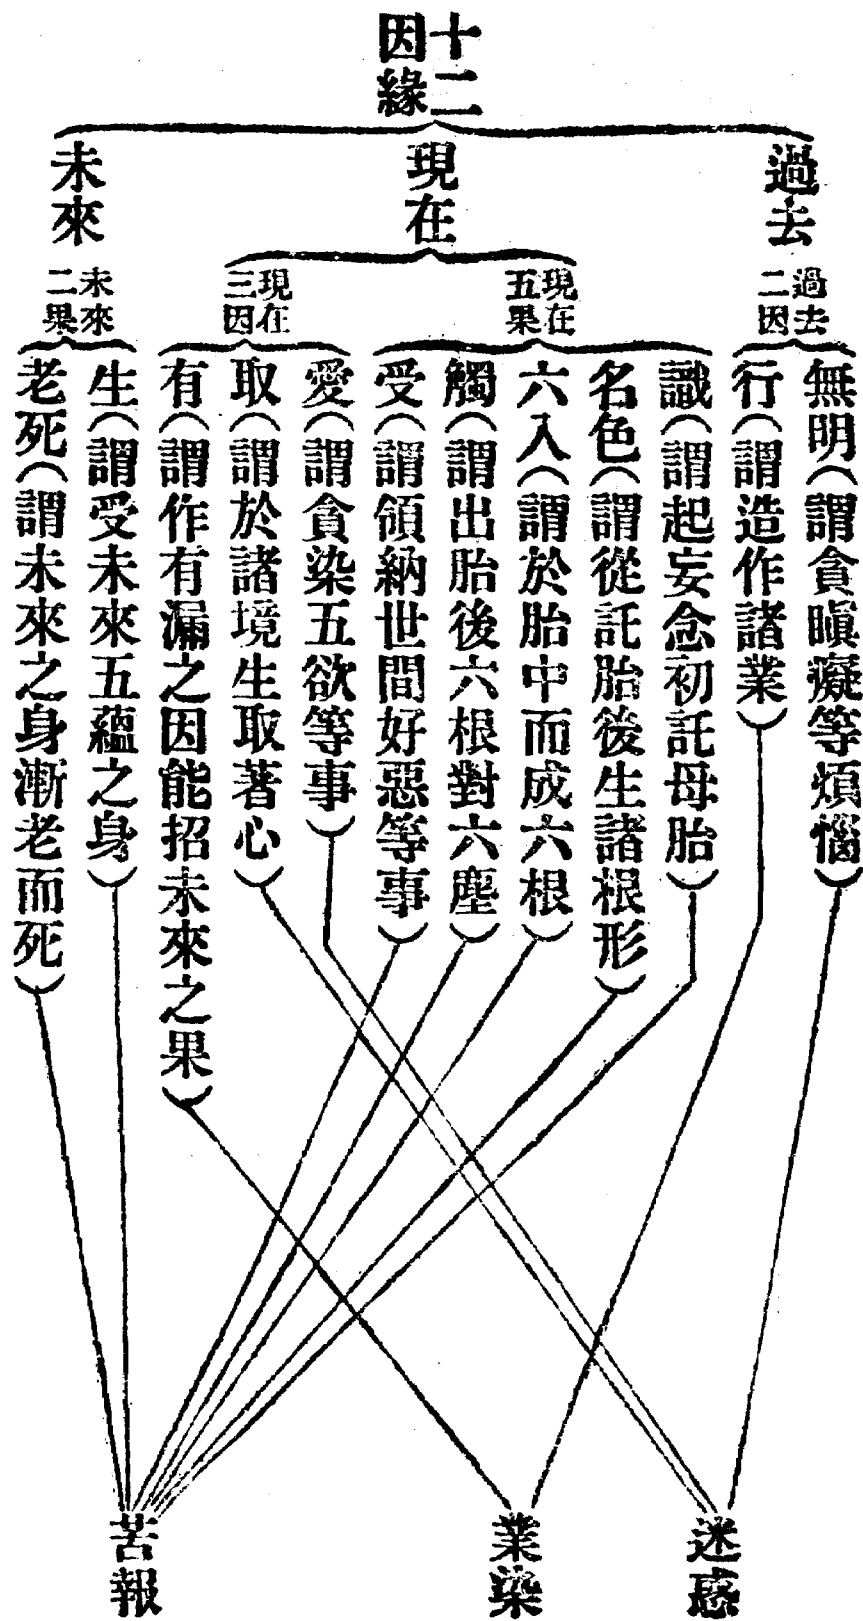 十二
因緣
過去
現在
未來
過去
二因
現在
五果
現在
三因
未來
二果
無明(謂貪瞋癡等煩惱)
行(謂造作諸業)
識(謂起妄念初託母胎)
名色(謂從託胎後生諸根形)
六入(謂於胎中而成六根)
觸(謂出胎後六根對六塵)
受(謂領納世間好惡等事)
愛(謂貪染五欲等事)
取(謂於諸境生取著心)
有(謂作有漏之因能招未來之果)
生(謂受未來五蘊之身)
老死(謂未來之身漸老而死)
迷惑
業染
苦報